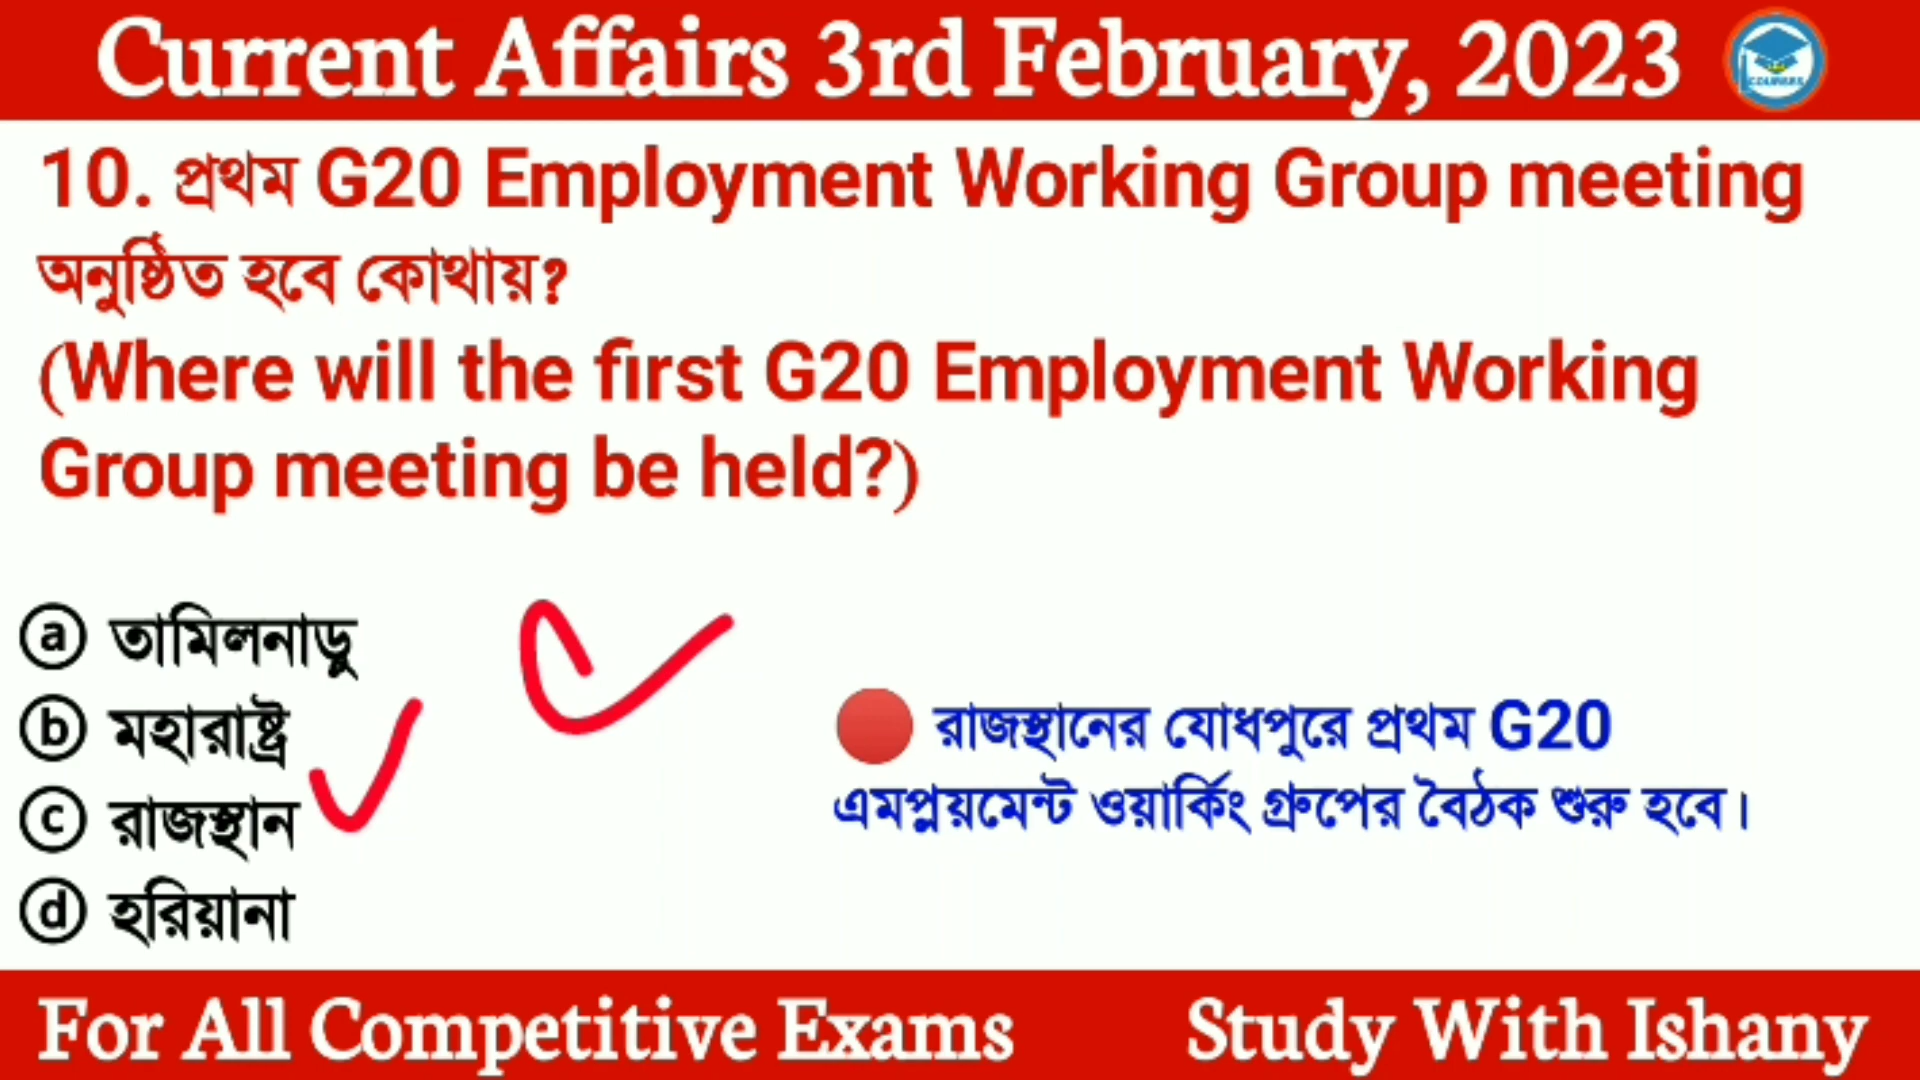 Current Affairs 3rd February, 2023
10. প্রথম G20 Employment Working Group meeting
অনুষ্ঠিত হবে কোথায়?
(Where will the first G20 Employment Working
Group meeting be held?)
ⓐ তামিলনাড়ু
ⓑ মহারাষ্ট্র
ⓒ রাজস্থান
ⓓ হরিয়ানা
রাজস্থানের যোধপুরে প্রথম G20
এমপ্লয়মেন্ট ওয়ার্কিং গ্রুপের বৈঠক শুরু হবে।
For All Competitive Exams
Study With Ishany